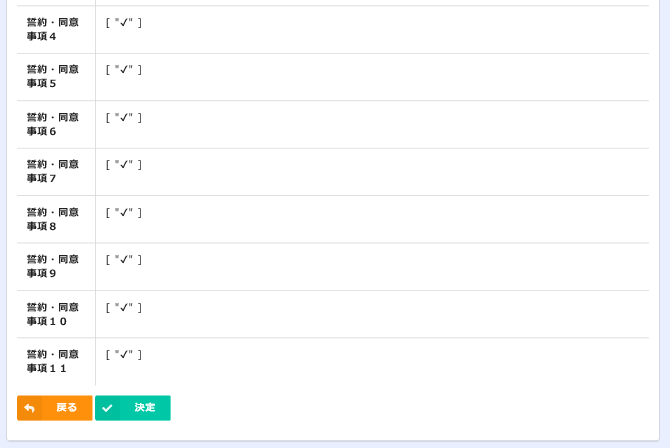 誓約・同意 [ "✓" ]
事項４
誓約・同意 [ "✓" ]
事項５
誓約・同意 [ "✓" ]
事項６
誓約・同意 [ "✓" ]
事項７
誓約・同意 [ "✓" ]
事項８
誓約・同意 [ "✓" ]
事項９
誓約・同意 [ "✓" ]
事項１０
誓約・同意 [ "✓" ]
事項１１
戻る 決定